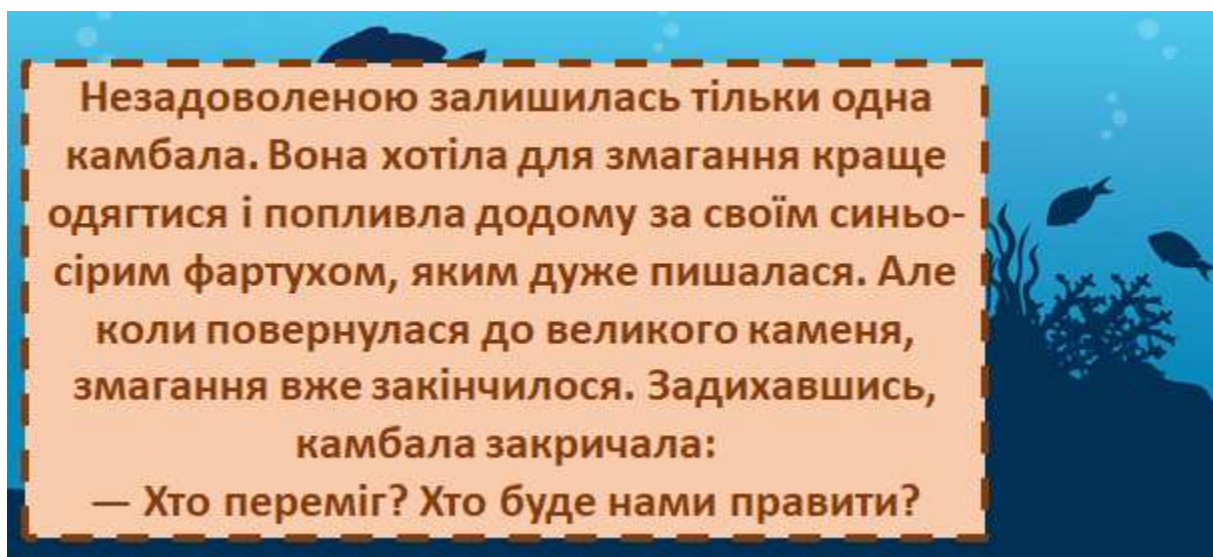 Незадоволеною залишилась тільки одна
камбала. Вона хотіла для змагання краще
одягтися і попливла додому за своїм синьо-
сірим фартухом, яким дуже пишалася. Але
коли повернулася до великого каменя,
змагання вже закінчилося. Задихавшись,
камбала закричала:
— Хто переміг? Хто буде нами правити?